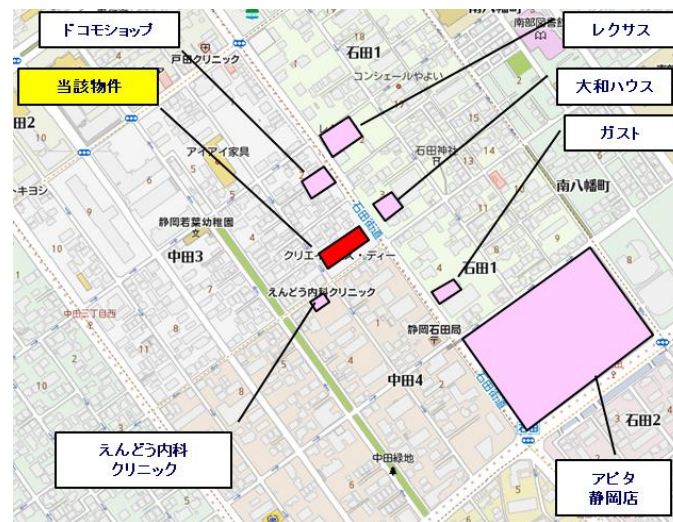 ドコモショップ
レクサス
当該物件
大和ハウス
ガスト
えんどう内科
クリニック
アピタ
静岡店
南部図書館
石田1
戸田クリニック
コンシェールやよい
石田神社
アイアイ家具
南八幡町
静岡若葉幼稚園
石田街道
中田3
えんどう内科クリニック
石田1
静岡石田局
中田三丁目西
中田4
石田街道
石田2
中田緑地